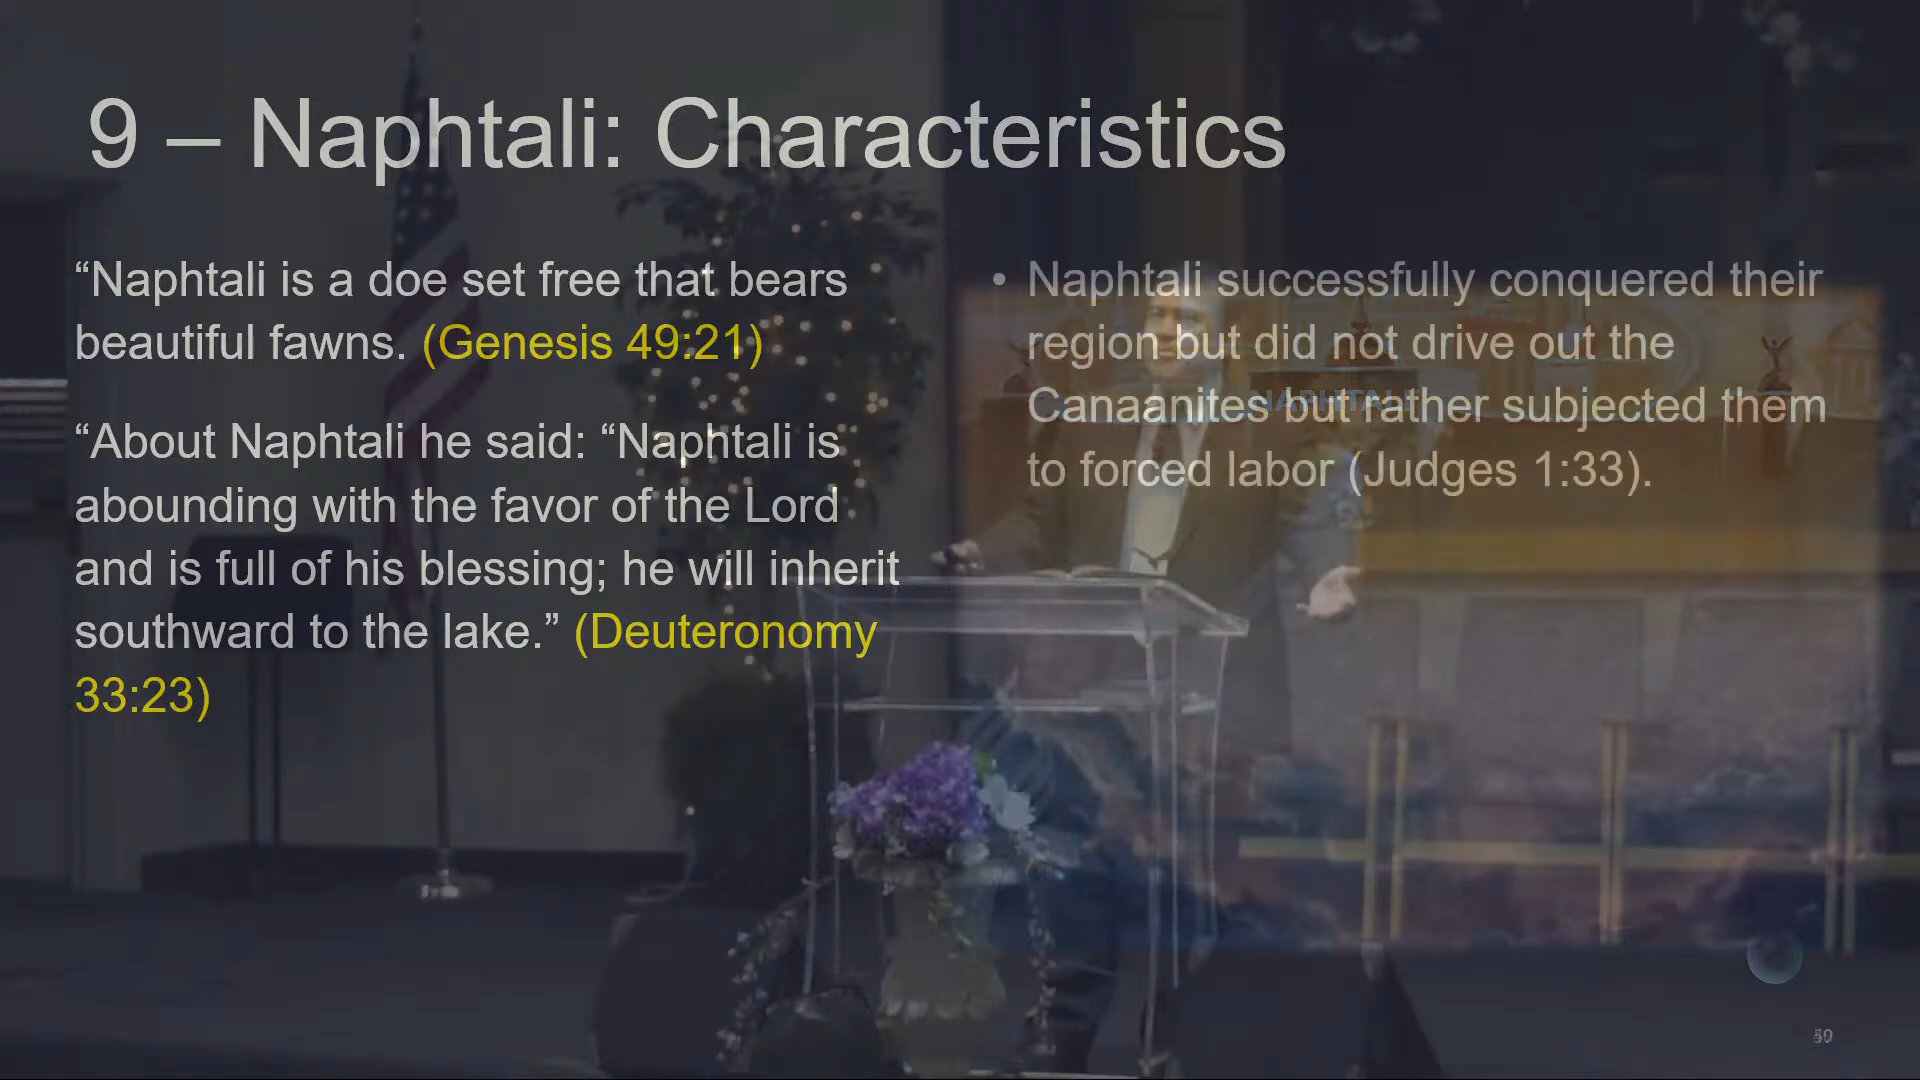 9 – Naphtali: Characteristics
“Naphtali is a doe set free that bears
beautiful fawns. (Genesis 49:21)
“About Naphtali he said: “Naphtali is
abounding with the favor of the Lord
and is full of his blessing; he will inherit
southward to the lake.” (Deuteronomy
33:23)
• Naphtali successfully conquered their
region but did not drive out the
Canaanites but rather subjected them
to forced labor (Judges 1:33).
NAPHTALI